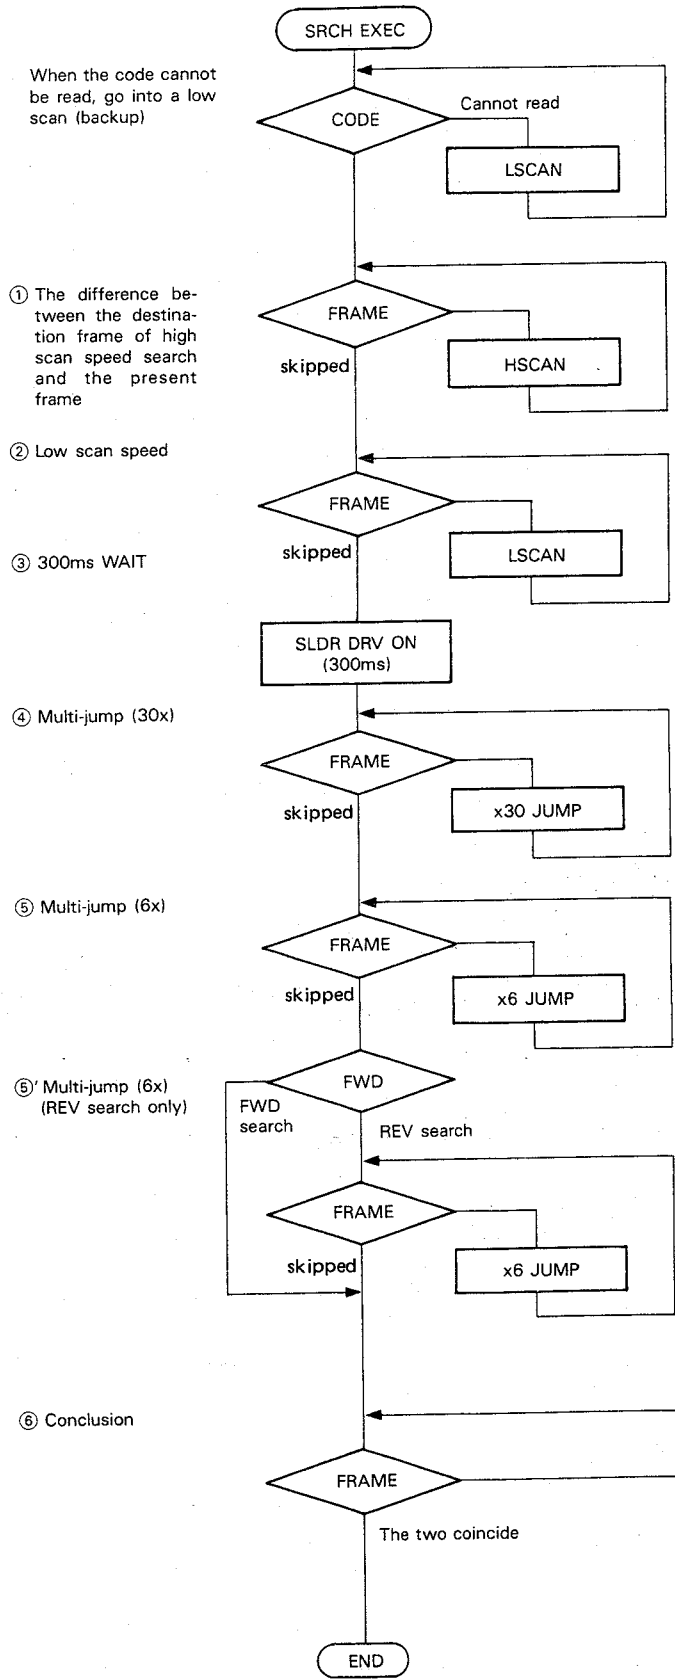 SRCH EXEC
When the code cannot
be read, go into a low
scan (backup)
CODE
Cannot read
LSCAN
① The difference be-
tween the destina-
tion frame of high
scan speed search
and the present
frame
FRAME
skipped
HSCAN
② Low scan speed
FRAME
skipped
LSCAN
③ 300ms WAIT
SLDR DRV ON
(300ms)
④ Multi-jump (30x)
FRAME
skipped
x30 JUMP
⑤ Multi-jump (6x)
FRAME
skipped
x6 JUMP
⑤' Multi-jump (6x)
(REV search only)
FWD
FWD
search
REV search
FRAME
skipped
x6 JUMP
⑥ Conclusion
FRAME
The two coincide
END